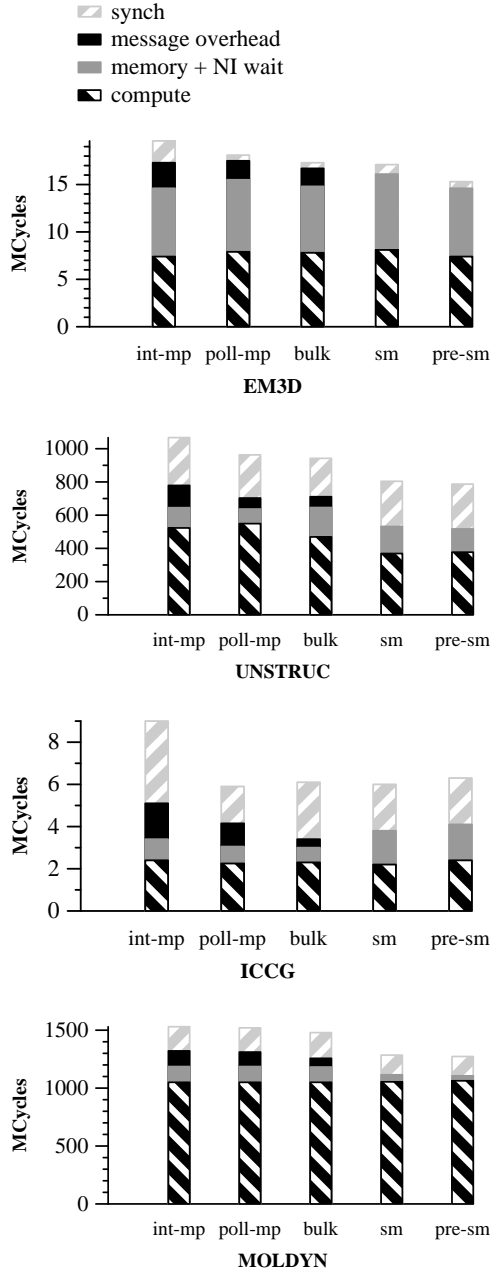 synch
message overhead
memory + NI wait
compute
MCycles
15
10
5
0
int-mp poll-mp bulk sm pre-sm
EM3D
MCycles
1000
800
600
400
200
0
int-mp poll-mp bulk sm pre-sm
UNSTRUC
MCycles
8
6
4
2
0
int-mp poll-mp bulk sm pre-sm
ICCG
MCycles
1500
1000
500
0
int-mp poll-mp bulk sm pre-sm
MOLDYN